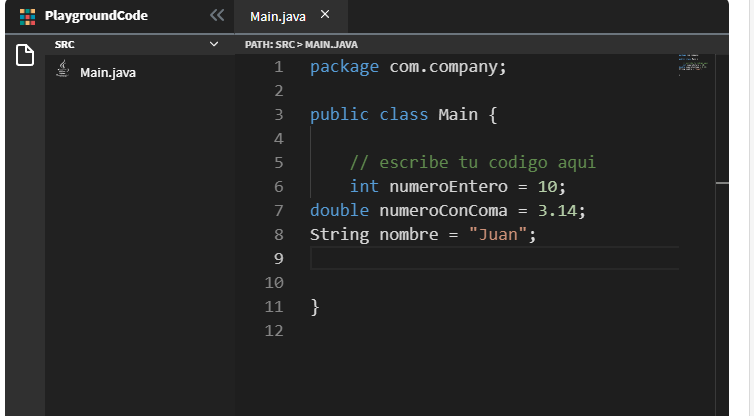 PlaygroundCode
Main.java
SRC
PATH: SRC > MAIN.JAVA
Main.java
1 package com.company;
2
3 public class Main {
4
5 // escribe tu codigo aqui
6 int numeroEntero = 10;
7 double numeroConComa = 3.14;
8 String nombre = "Juan";
9
10
11 }
12